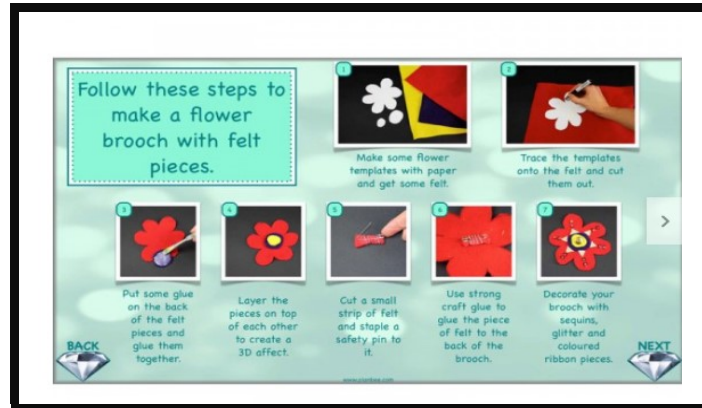 Follow these steps to
make a flower
brooch with felt
pieces.
1
Make some flower
templates with paper
and get some felt.
2
Trace the templates
onto the felt and cut
them out.
3
Put some glue
on the back
of the felt
pieces and
glue them
together.
4
Layer the
pieces on top
of each other
to create a
3D affect.
5
Cut a small
strip of felt
and staple a
safety pin to
it.
6
Use strong
craft glue to
glue the piece
of felt to the
back of the
brooch.
7
Decorate your
brooch with
sequins,
glitter and
coloured
ribbon pieces.
BACK
NEXT